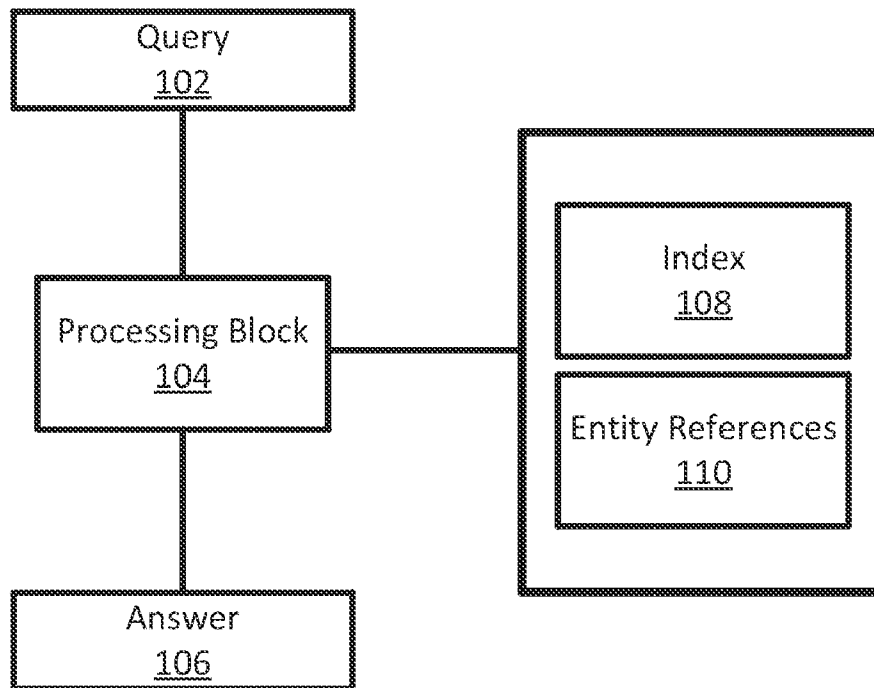 Query
102
Processing Block
104
Index
108
Entity References
110
Answer
106